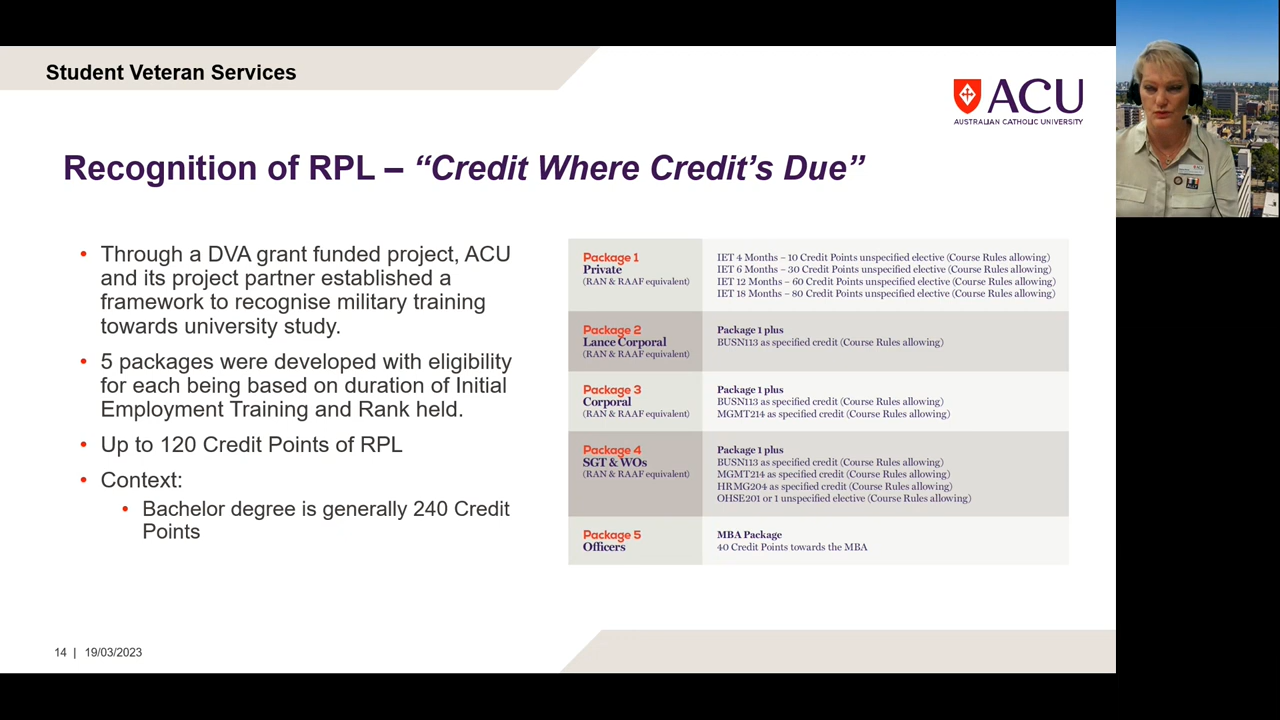 Student Veteran Services
ACU
AUSTRALIAN CATHOLIC UNIVERSITY
Recognition of RPL – “Credit Where Credit’s Due”
• Through a DVA grant funded project, ACU
and its project partner established a
framework to recognise military training
towards university study.
• 5 packages were developed with eligibility
for each being based on duration of Initial
Employment Training and Rank held.
• Up to 120 Credit Points of RPL
• Context:
• Bachelor degree is generally 240 Credit
Points
Package 1
Private
(RAN & RAAF equivalent)
IET 4 Months – 10 Credit Points unspecified elective (Course Rules allowing)
IET 6 Months – 30 Credit Points unspecified elective (Course Rules allowing)
IET 12 Months – 60 Credit Points unspecified elective (Course Rules allowing)
IET 18 Months – 80 Credit Points unspecified elective (Course Rules allowing)
Package 2
Lance Corporal
(RAN & RAAF equivalent)
Package 1 plus
BUSN113 as specified credit (Course Rules allowing)
Package 3
Corporal
(RAN & RAAF equivalent)
Package 1 plus
BUSN113 as specified credit (Course Rules allowing)
MGMT214 as specified credit (Course Rules allowing)
Package 4
SGT & WOs
(RAN & RAAF equivalent)
Package 1 plus
BUSN113 as specified credit (Course Rules allowing)
MGMT214 as specified credit (Course Rules allowing)
HRMG204 as specified credit (Course Rules allowing)
OHSE201 or 1 unspecified elective (Course Rules allowing)
Package 5
Officers
MBA Package
40 Credit Points towards the MBA
14 | 19/03/2023